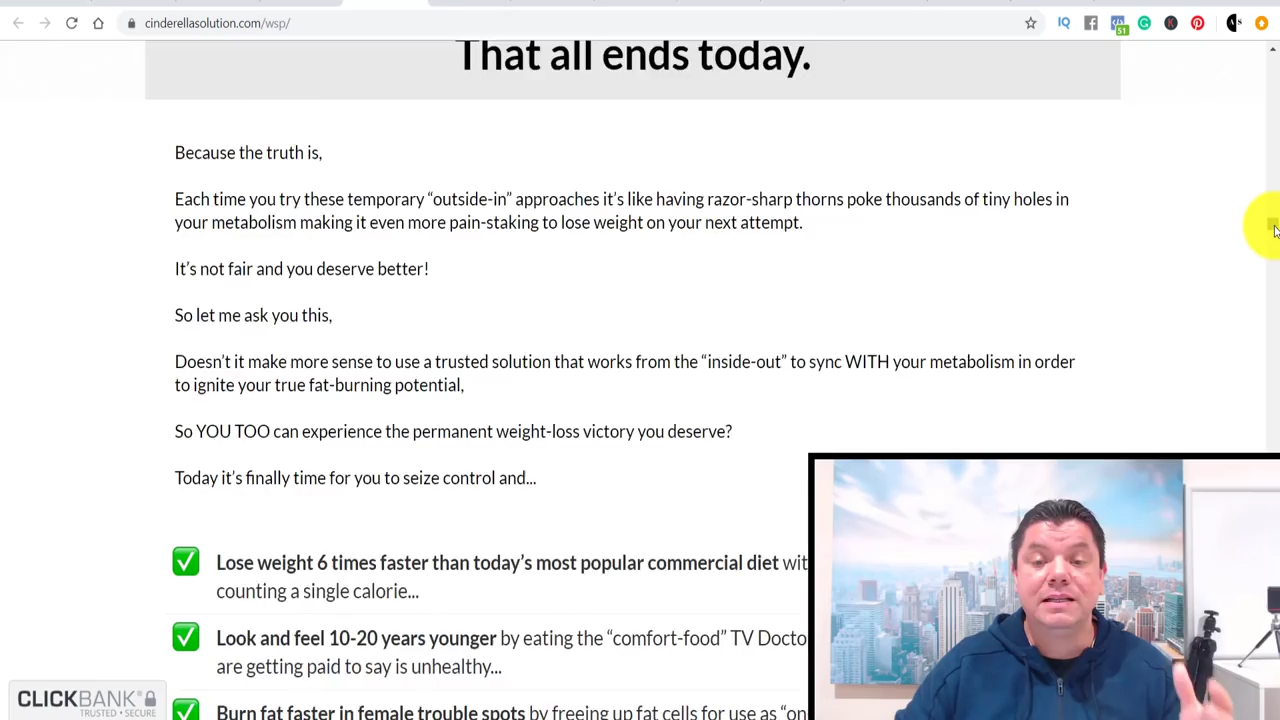 cinderellasolution.com/wsp/
51
That all ends today.
Because the truth is,
Each time you try these temporary “outside-in” approaches it’s like having razor-sharp thorns poke thousands of tiny holes in
your metabolism making it even more pain-staking to lose weight on your next attempt.
It’s not fair and you deserve better!
So let me ask you this,
Doesn’t it make more sense to use a trusted solution that works from the “inside-out” to sync WITH your metabolism in order
to ignite your true fat-burning potential,
So YOU TOO can experience the permanent weight-loss victory you deserve?
Today it’s finally time for you to seize control and...
Lose weight 6 times faster than today’s most popular commercial diet wit
counting a single calorie...
Look and feel 10-20 years younger by eating the “comfort-food” TV Docto
are getting paid to say is unhealthy...
Burn fat faster in female trouble spots by freeing up fat cells for use as “on
CLICKBANK
TRUSTED • SECURE